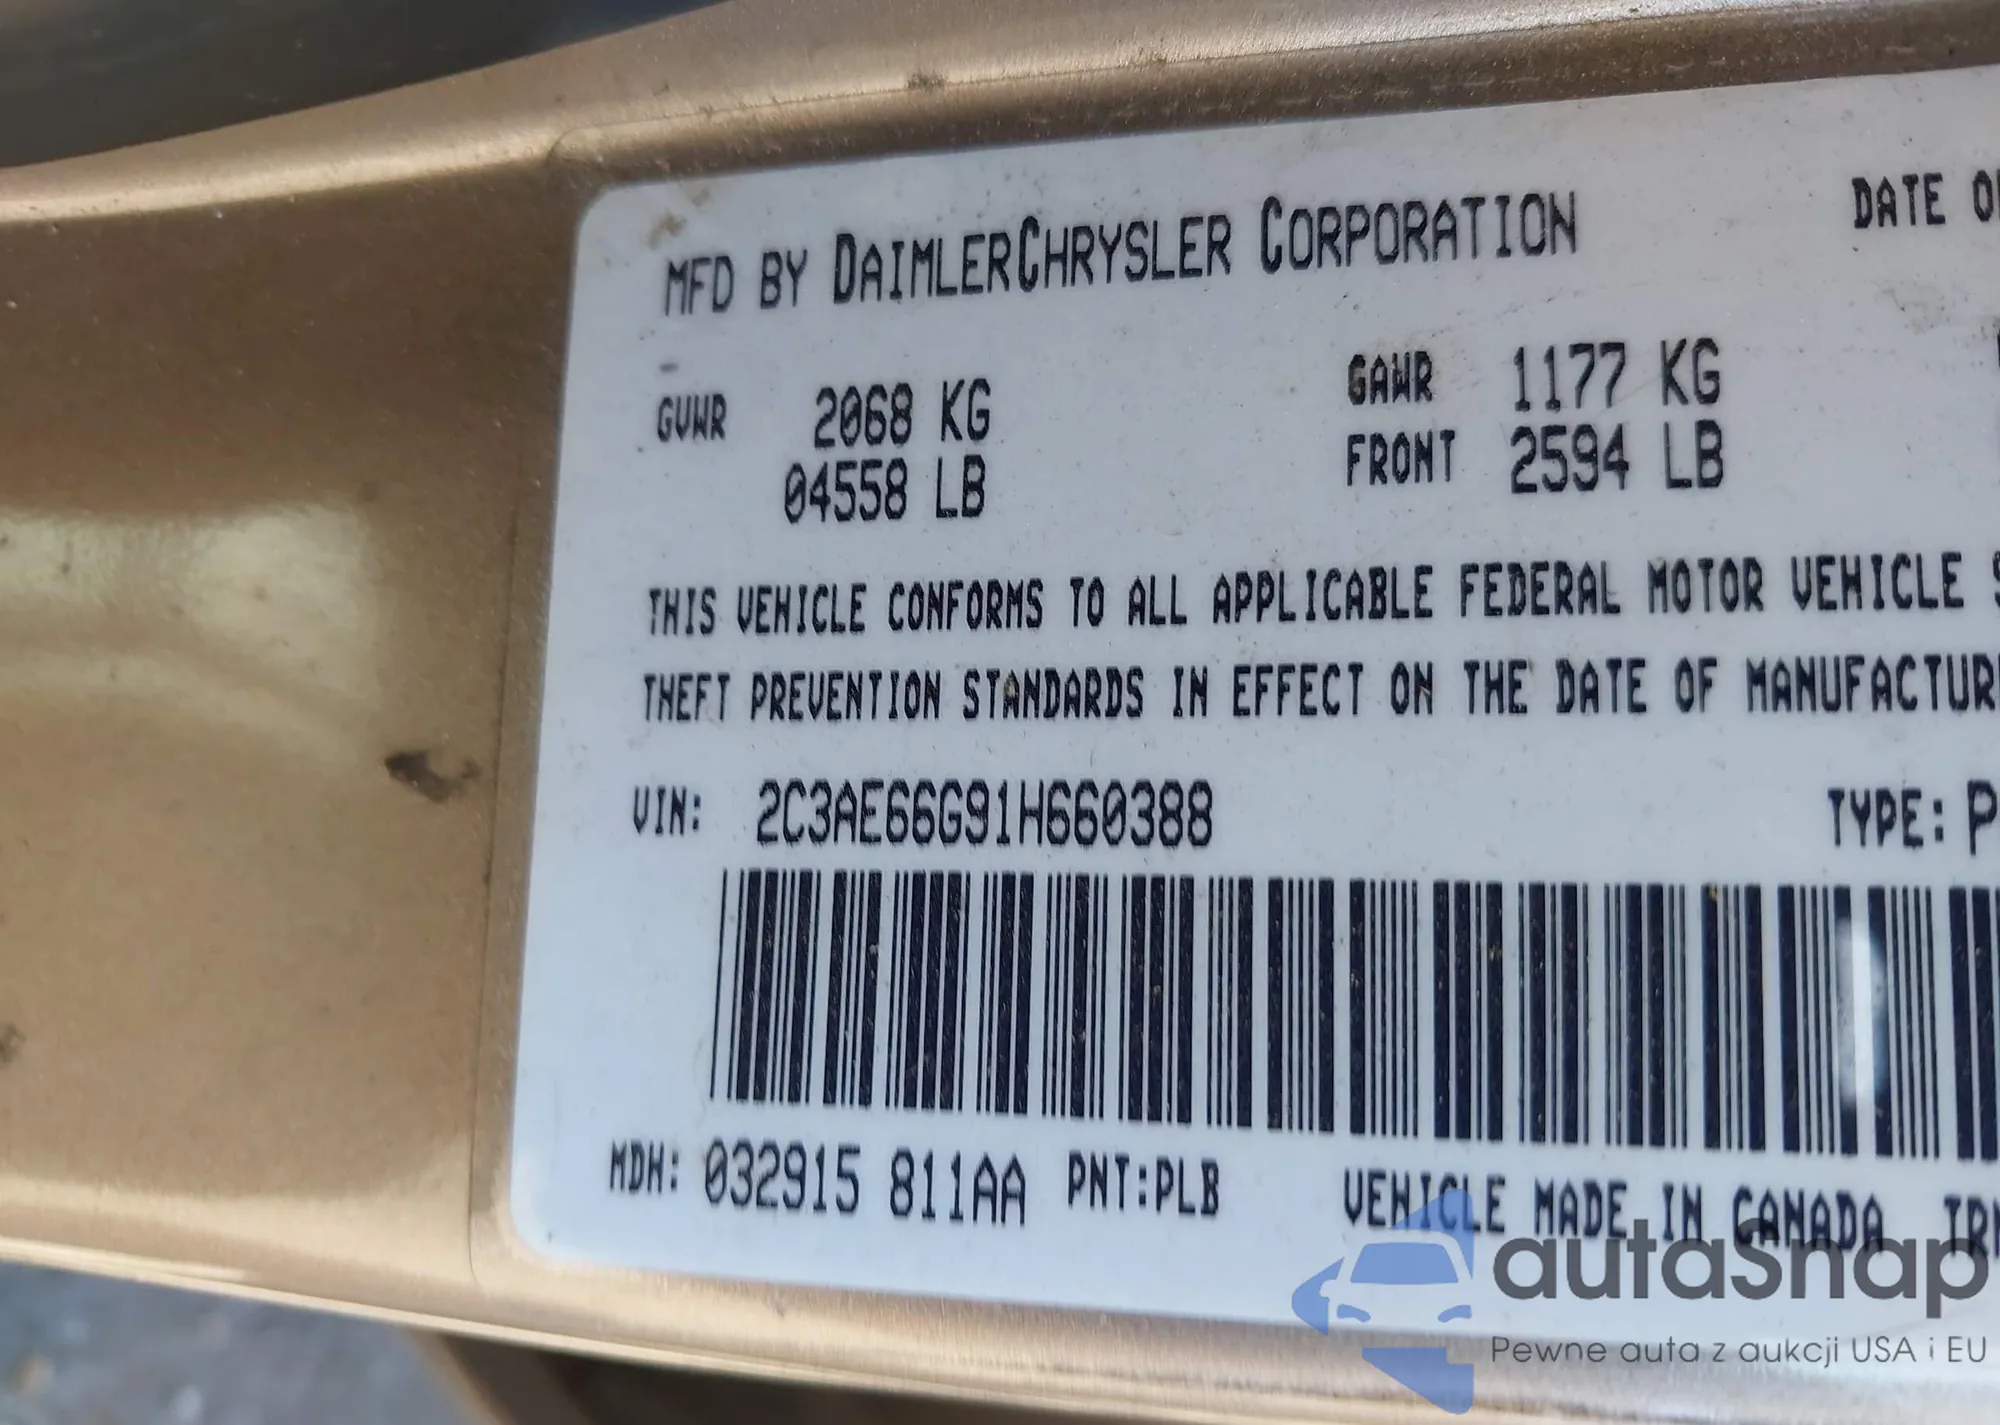 MFD BY DAIMLERCHRYSLER CORPORATION DATE
GVWR 2068 KG GAWR 1177 KG
04558 LB FRONT 2594 LB
THIS VEHICLE CONFORMS TO ALL APPLICABLE FEDERAL MOTOR VEHICLE
THEFT PREVENTION STANDARDS IN EFFECT ON THE DATE OF MANUFACTUR
VIN: 2C3AE66G91H660388 TYPE: P
MDH: 032915 811AA PNT:PLB VEHICLE MADE IN CANADA TR
autaSnap
Pewne auta z aukcji USA i EU